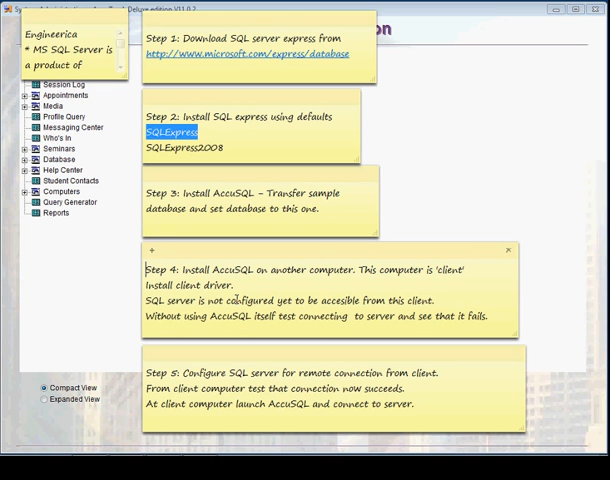 Deluxe edition V11.0.2
on
Engineerica
* MS SQL Server is
a product of
Step 1: Download SQL server express from
http://www.microsoft.com/express/database
Session Log
Appointments
Media
Profile Query
Messaging Center
Who's In
Seminars
Database
Help Center
Student Contacts
Computers
Query Generator
Reports
Step 2: Install SQL express using defaults
SQLExpress
SQLExpress2008
Step 3: Install AccuSQL - Transfer sample
database and set database to this one.
Step 4: Install AccuSQL on another computer. This computer is 'client'
Install client driver.
SQL server is not configured yet to be accesible from this client.
Without using AccuSQL itself test connecting to server and see that it fails.
Step 5: Configure SQL server for remote connection from client.
From client computer test that connection now succeeds.
At client computer launch AccuSQL and connect to server.
Compact View
Expanded View